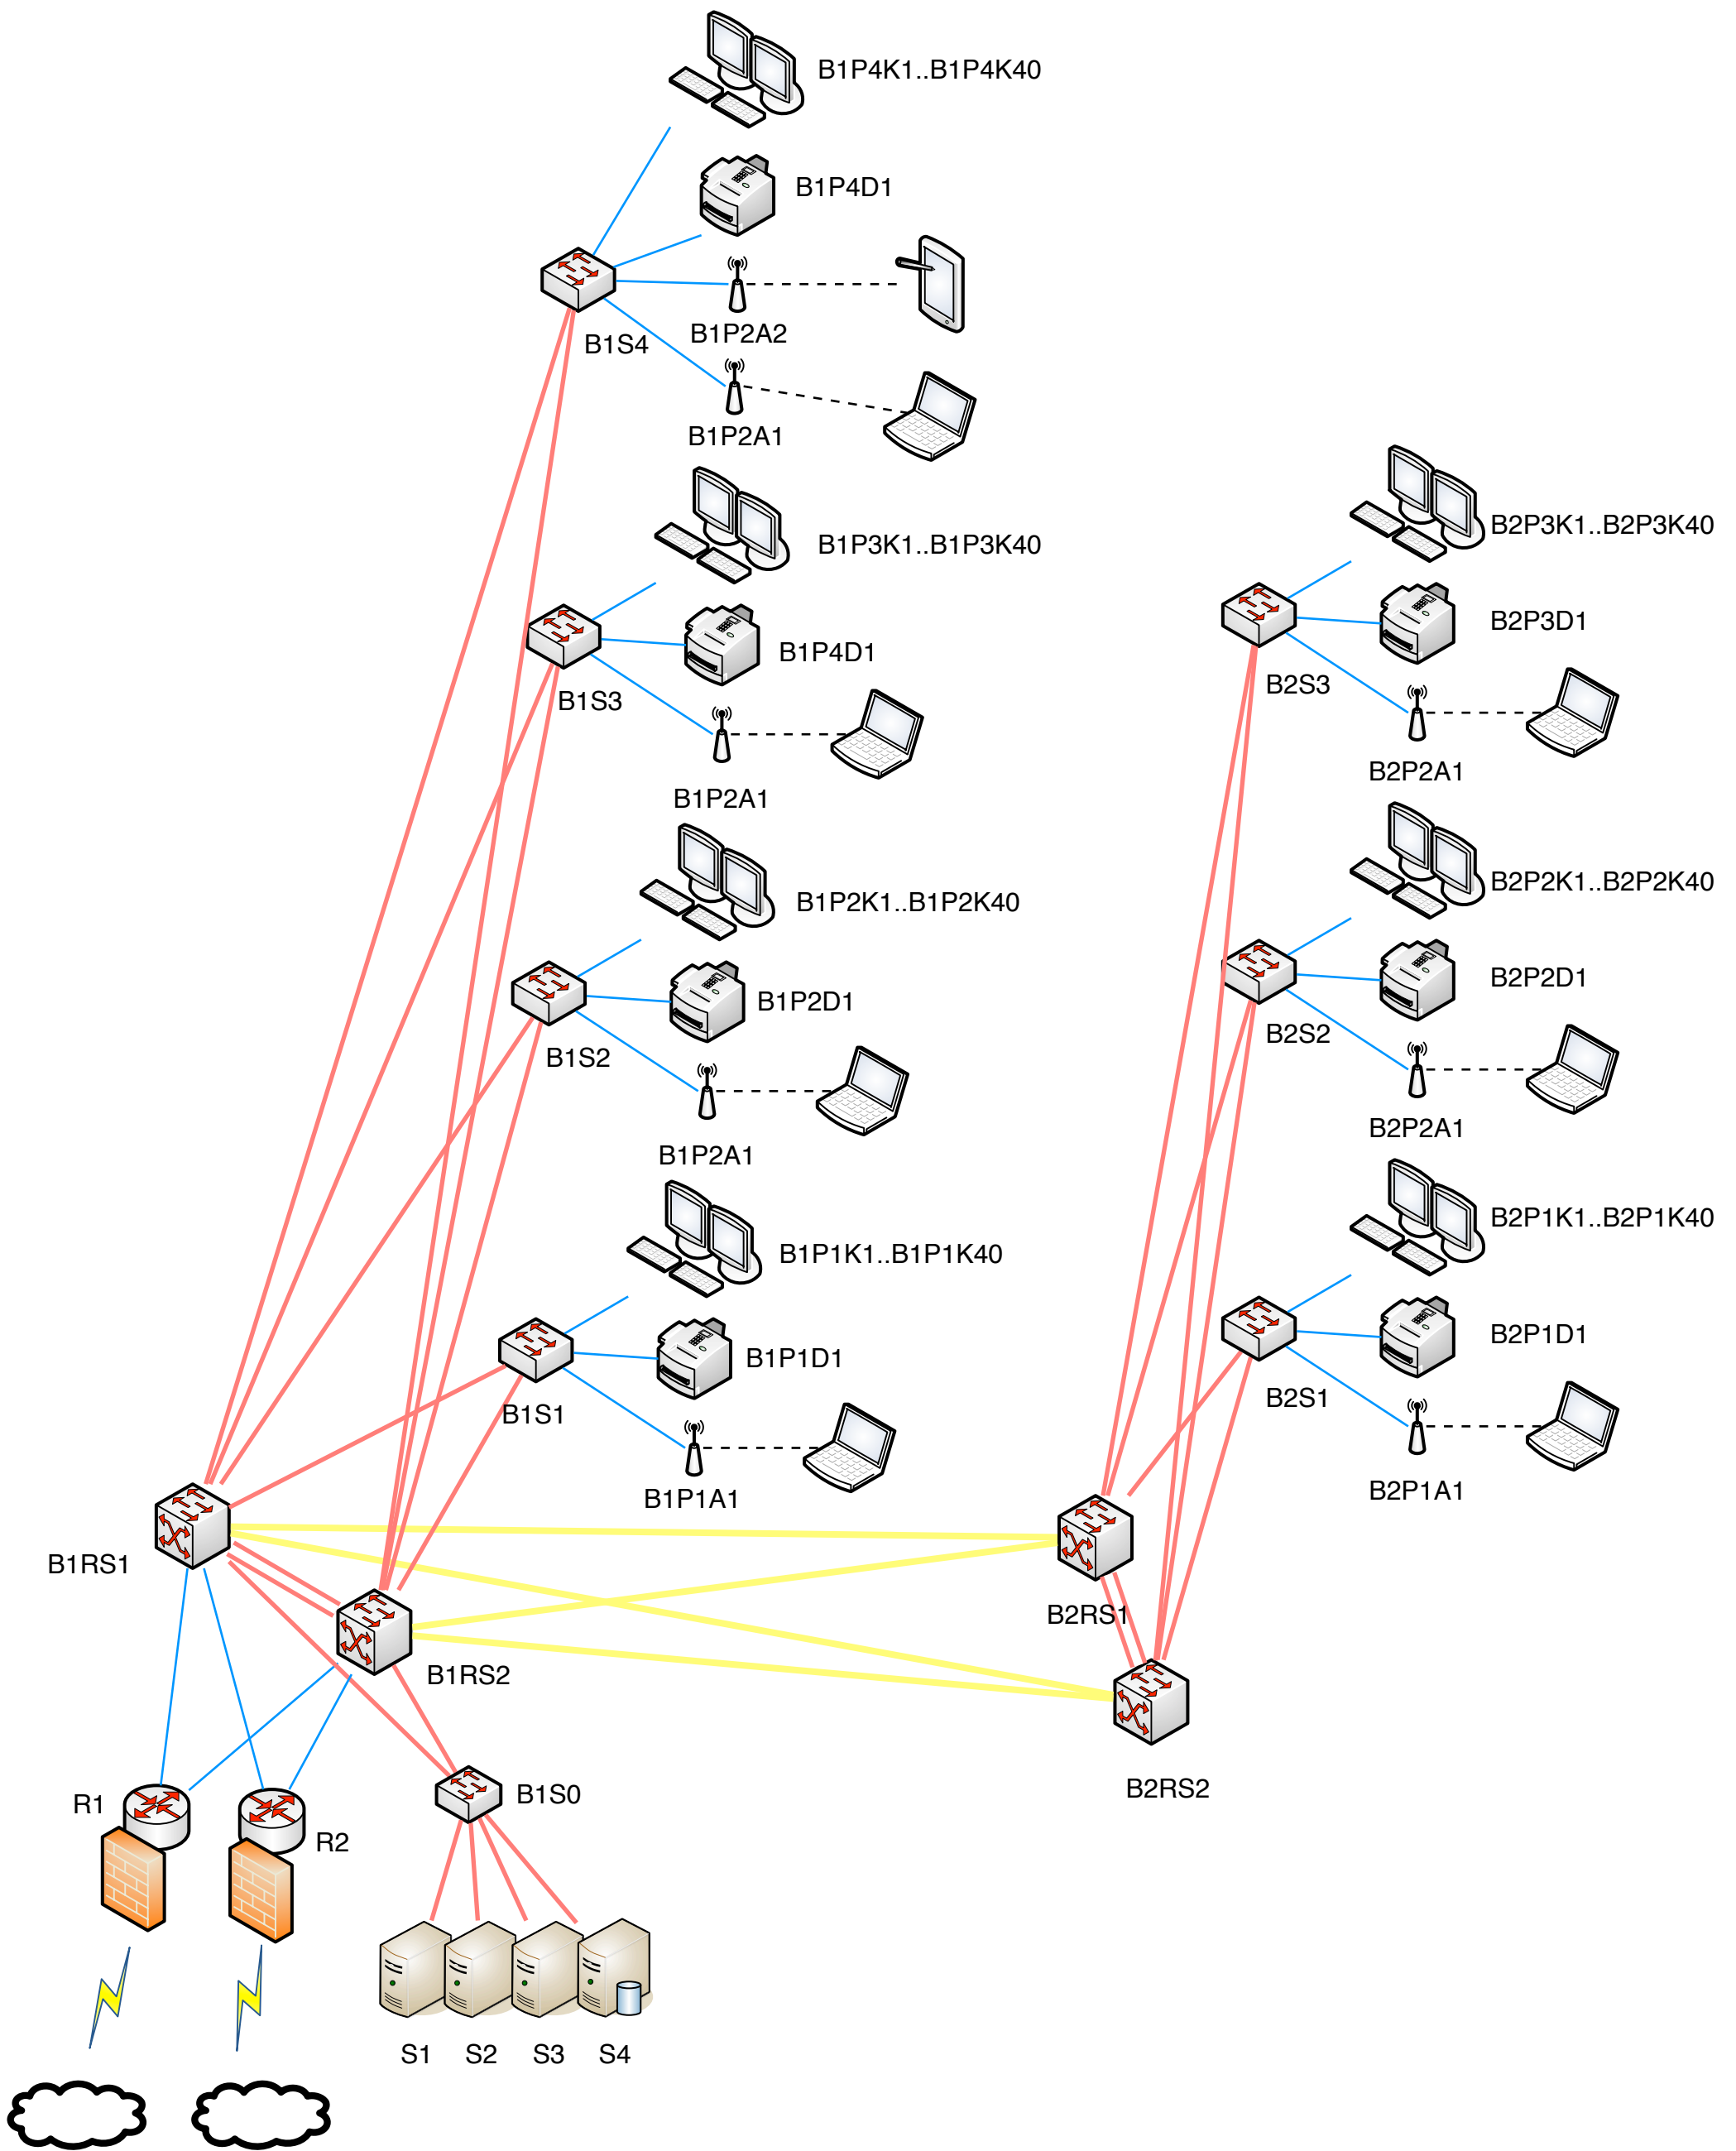 B1P4K1..B1P4K40
B1P4D1
B1P2A2
B1S4
B1P2A1
B1P3K1..B1P3K40
B1P4D1
B1S3
B1P2A1
B1P2K1..B1P2K40
B1P2D1
B1S2
B1P2A1
B1P1K1..B1P1K40
B1P1D1
B1S1
B1P1A1
B2P3K1..B2P3K40
B2P3D1
B2S3
B2P2A1
B2P2K1..B2P2K40
B2P2D1
B2S2
B2P2A1
B2P1K1..B2P1K40
B2P1D1
B2S1
B2P1A1
B1RS1
B2RS1
B1RS2
B2RS2
B1S0
R1
R2
S1
S2
S3
S4